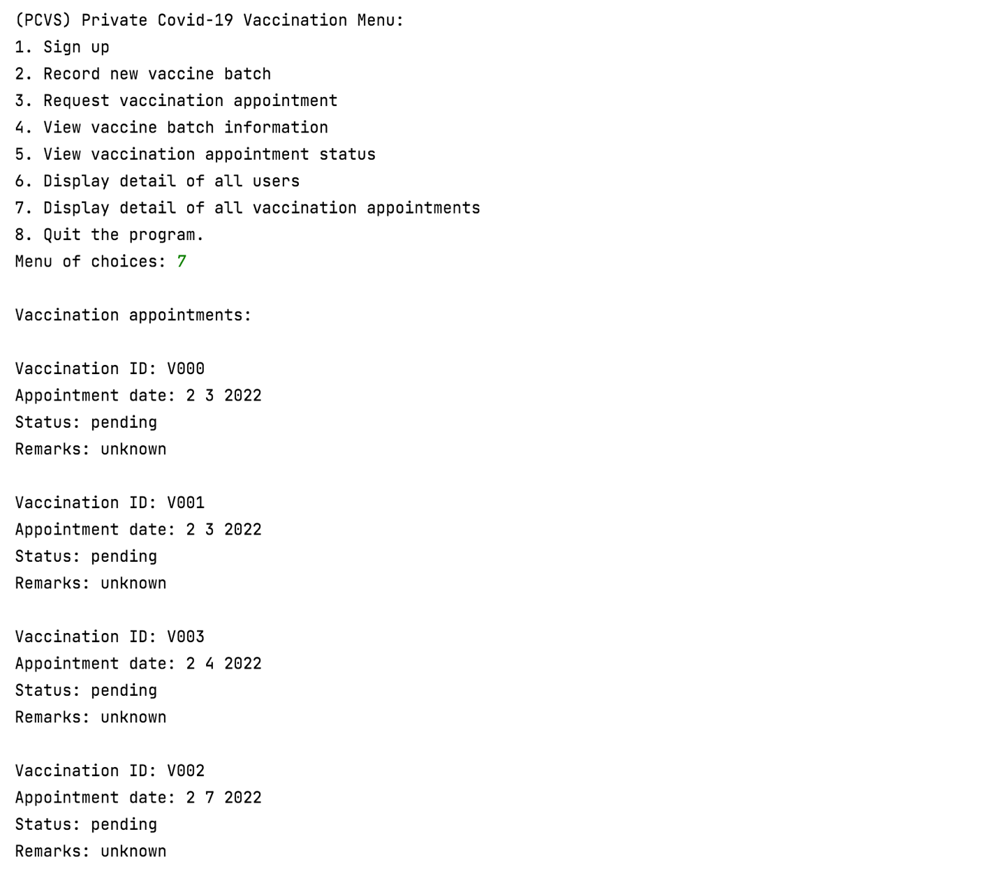 (PCVS) Private Covid-19 Vaccination Menu:
1. Sign up
2. Record new vaccine batch
3. Request vaccination appointment
4. View vaccine batch information
5. View vaccination appointment status
6. Display detail of all users
7. Display detail of all vaccination appointments
8. Quit the program.
Menu of choices: 7
Vaccination appointments:
Vaccination ID: V000
Appointment date: 2 3 2022
Status: pending
Remarks: unknown
Vaccination ID: V001
Appointment date: 2 3 2022
Status: pending
Remarks: unknown
Vaccination ID: V003
Appointment date: 2 4 2022
Status: pending
Remarks: unknown
Vaccination ID: V002
Appointment date: 2 7 2022
Status: pending
Remarks: unknown